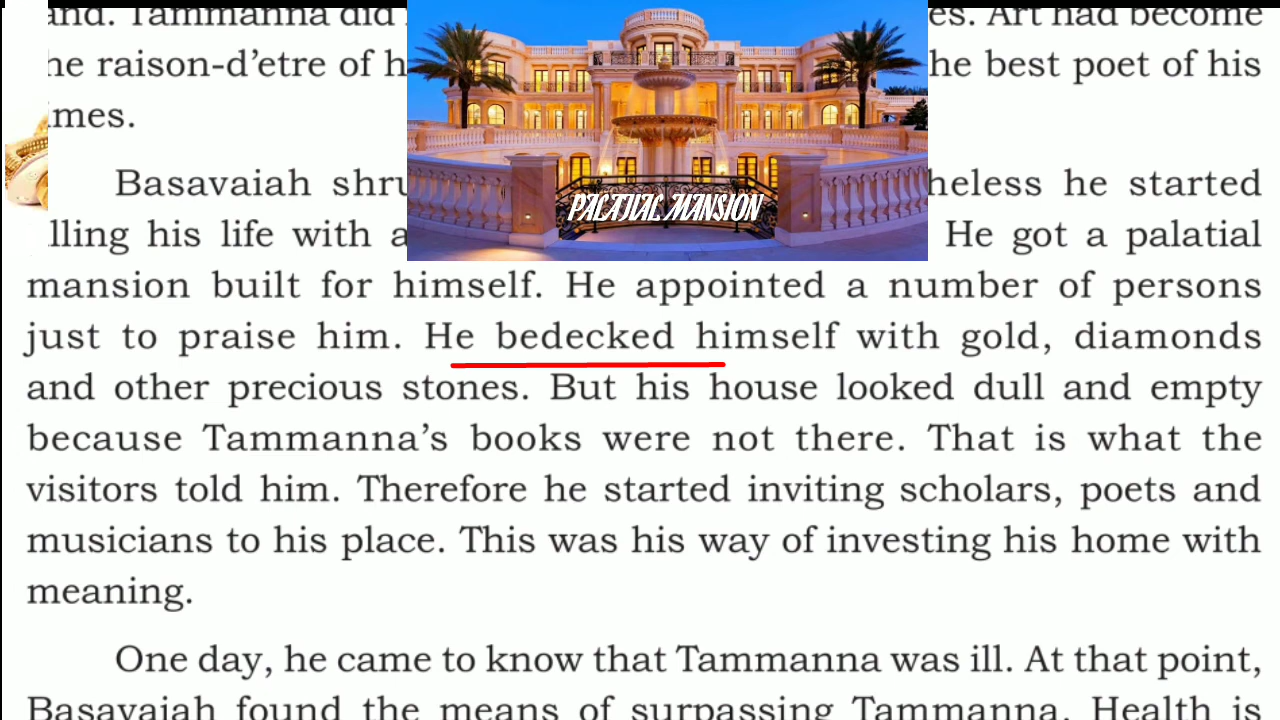 and. Tammanna did es. Art had become
he raison-d’etre of h he best poet of his
imes.
Basavaiah shru heless he started
lling his life with a He got a palatial
PALATIAL MANSION
mansion built for himself. He appointed a number of persons
just to praise him. He bedecked himself with gold, diamonds
and other precious stones. But his house looked dull and empty
because Tammanna’s books were not there. That is what the
visitors told him. Therefore he started inviting scholars, poets and
musicians to his place. This was his way of investing his home with
meaning.
One day, he came to know that Tammanna was ill. At that point,
Basavaiah found the means of surpassing Tammanna. Health is